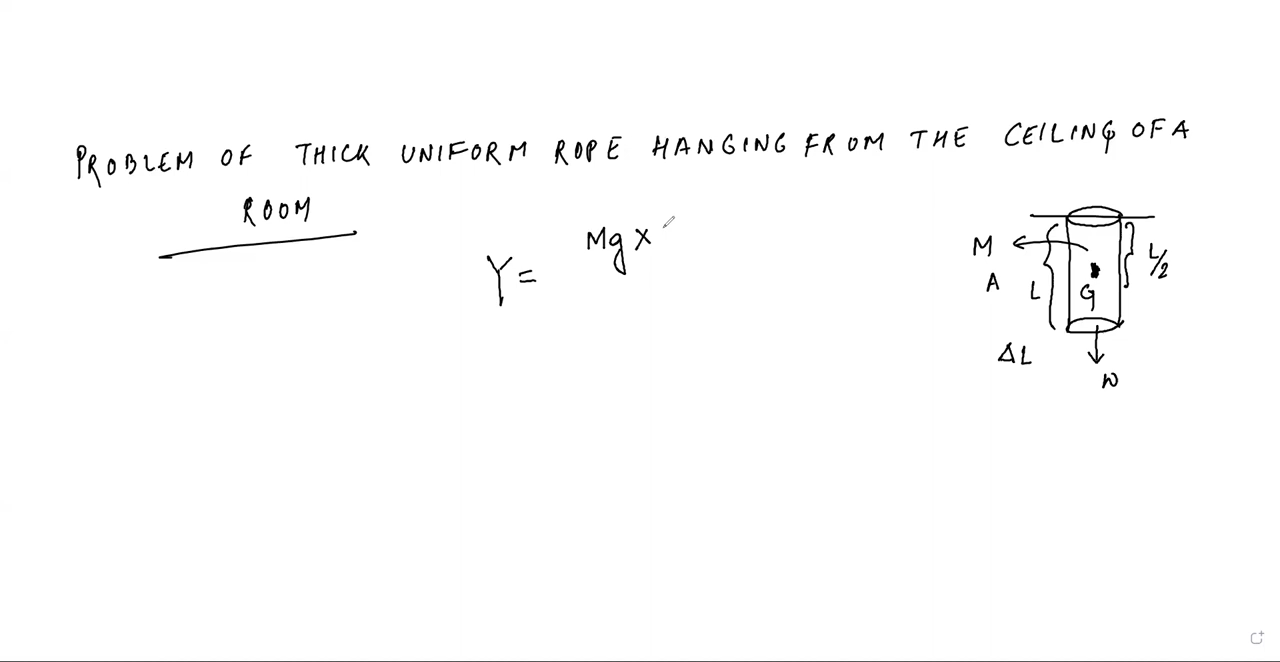 PROBLEM OF THICK UNIFORM ROPE HANGING FROM THE CEILING OF A
ROOM
Mg x
Y =
M
A
L
G
L/2
ΔL
W